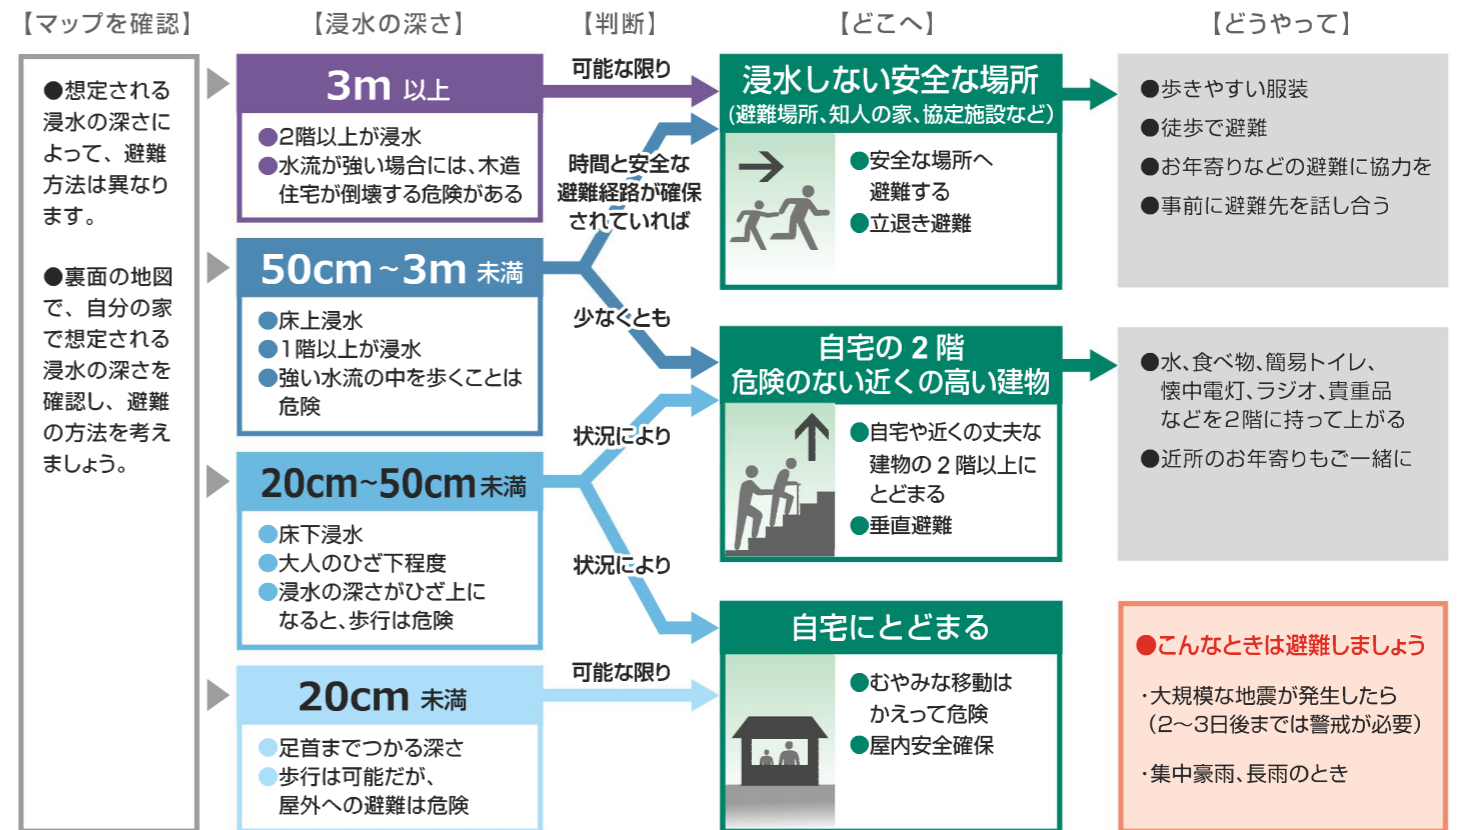 【マップを確認】
【浸水の深さ】
【判断】
【どこへ】
【どうやって】
●想定される
浸水の深さに
よって、避難
方法は異なり
ます。
●裏面の地図
で、自分の家
で想定される
浸水の深さを
確認し、避難
の方法を考え
ましょう。
3m 以上
●2階以上が浸水
●水流が強い場合には、木造
住宅が倒壊する危険がある
50cm~3m 未満
●床上浸水
●1階以上が浸水
●強い水流の中を歩くことは
危険
20cm~50cm未満
●床下浸水
●大人のひざ下程度
●浸水の深さがひざ上に
なると、歩行は危険
20cm 未満
●足首までつかる深さ
●歩行は可能だが、
屋外への避難は危険
可能な限り
時間と安全な
避難経路が確保
されていれば
少なくとも
状況により
状況により
可能な限り
浸水しない安全な場所
(避難場所、知人の家、協定施設など)
●安全な場所へ
避難する
●立退き避難
自宅の2階
危険のない近くの高い建物
●自宅や近くの丈夫な
建物の2階以上に
とどまる
●垂直避難
自宅にとどまる
●むやみな移動は
かえって危険
●屋内安全確保
●歩きやすい服装
●徒歩で避難
●お年寄りなどの避難に協力を
●事前に避難先を話し合う
●水、食べ物、簡易トイレ、
懐中電灯、ラジオ、貴重品
などを2階に持って上がる
●近所のお年寄りもご一緒に
●こんなときは避難しましょう
・大規模な地震が発生したら
(2～3日後までは警戒が必要)
・集中豪雨、長雨のとき